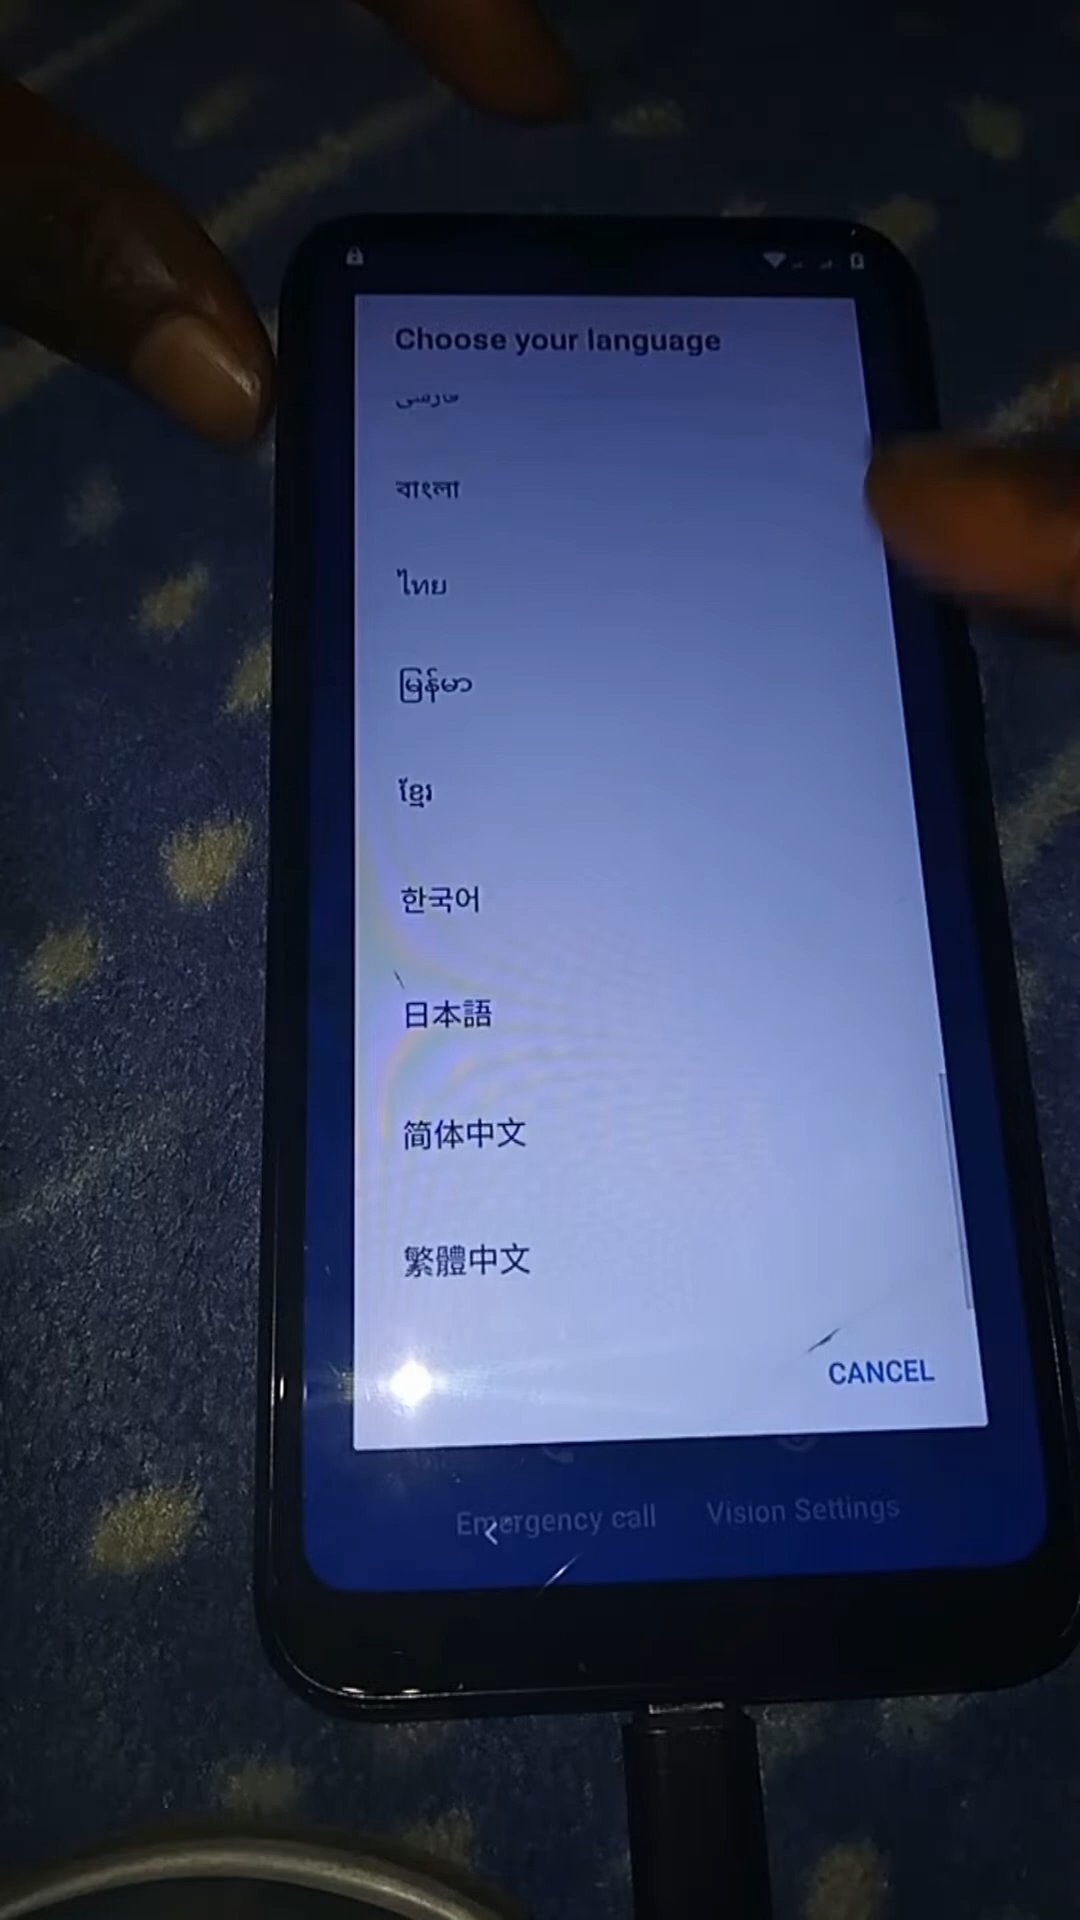 Choose your language
فارسی
বাংলা
ไทย
မြန်မာ
ខ្មែរ
한국어
日本語
简体中文
繁體中文
CANCEL
Emergency call
Vision Settings